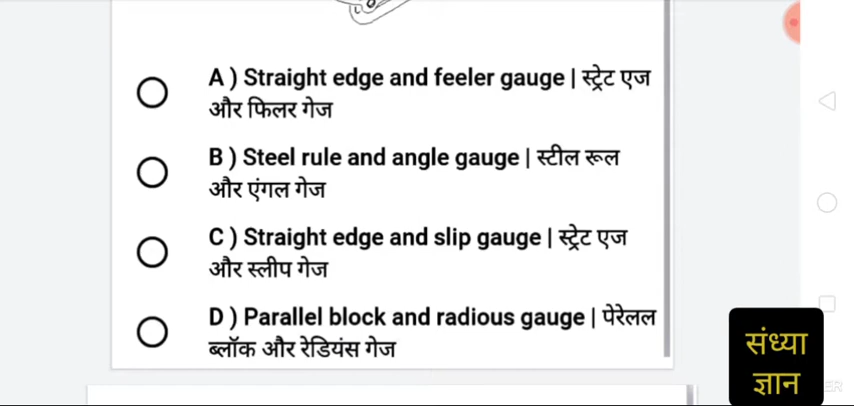 A ) Straight edge and feeler gauge | स्ट्रेट एज
और फिलर गेज
B ) Steel rule and angle gauge | स्टील रूल
और एंगल गेज
C ) Straight edge and slip gauge | स्ट्रेट एज
और स्लीप गेज
D ) Parallel block and radious gauge | पेरेलल
ब्लॉक और रेडियंस गेज
संध्या
ज्ञान